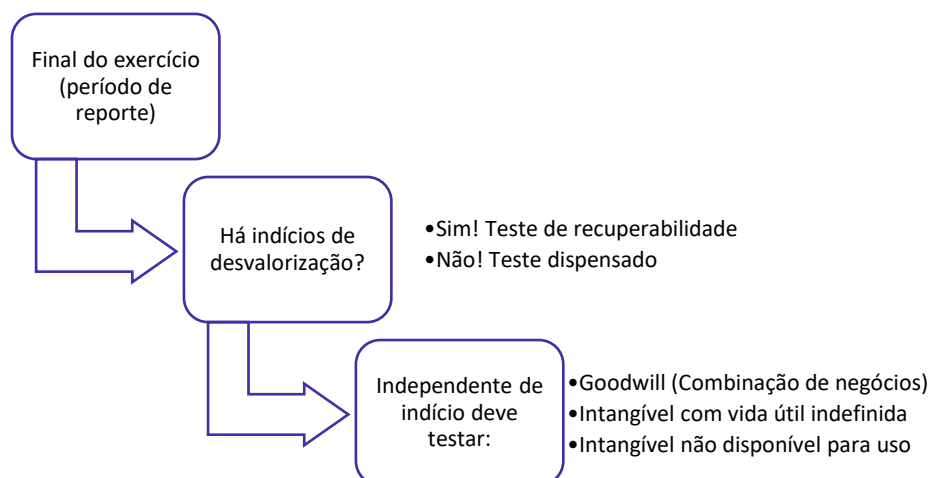 Final do exercício
(período de
reporte)
Há indícios de
desvalorização?
•Sim! Teste de recuperabilidade
•Não! Teste dispensado
Independente de
indício deve
testar:
•Goodwill (Combinação de negócios)
•Intangível com vida útil indefinida
•Intangível não disponível para uso